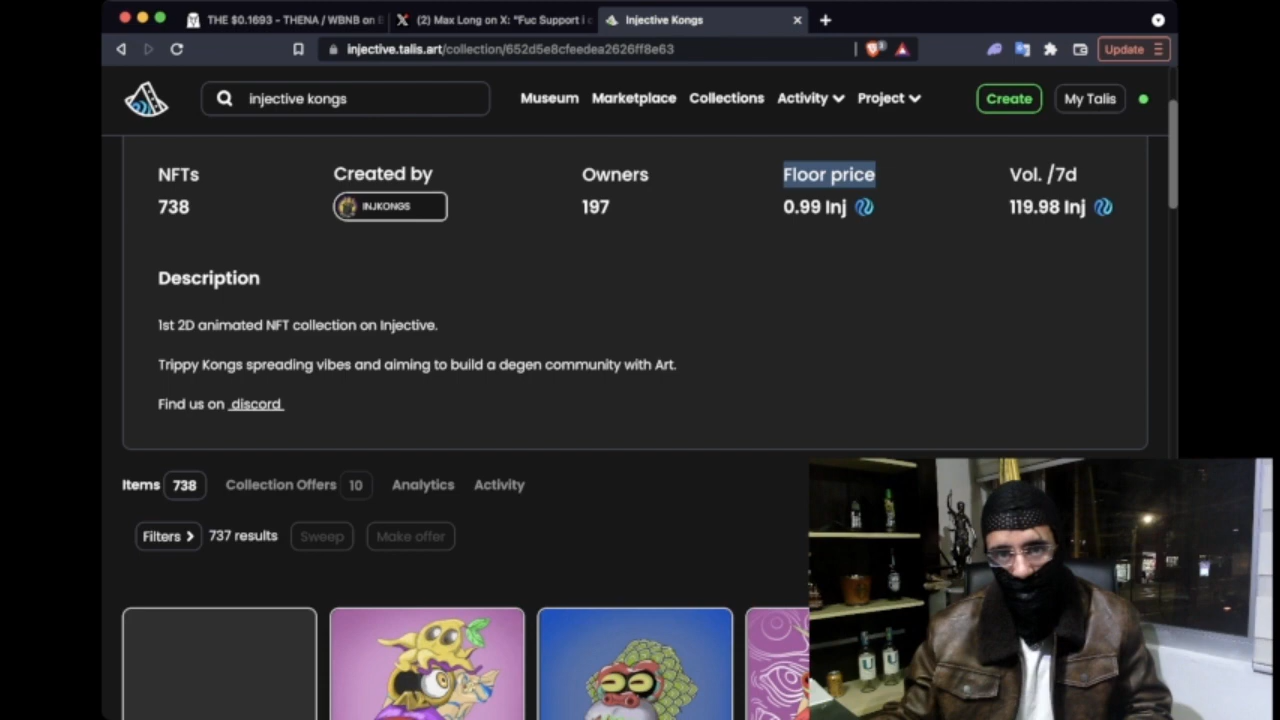 THE $0.1693 - THENA / WBNB on
(2) Max Long on X: "Fuc Support i
Injective Kongs
injective.talis.art/collection/652d5e8cfeedea2626ff8e63
Update
injective kongs
Museum Marketplace Collections Activity Project
Create
My Talis
NFTs
738
Created by
INJKONGS
Owners
197
Floor price
0.99 Inj
Vol. /7d
119.98 Inj
Description
1st 2D animated NFT collection on Injective.
Trippy Kongs spreading vibes and aiming to build a degen community with Art.
Find us on discord
Items 738 Collection Offers 10 Analytics Activity
Filters 737 results Sweep Make offer